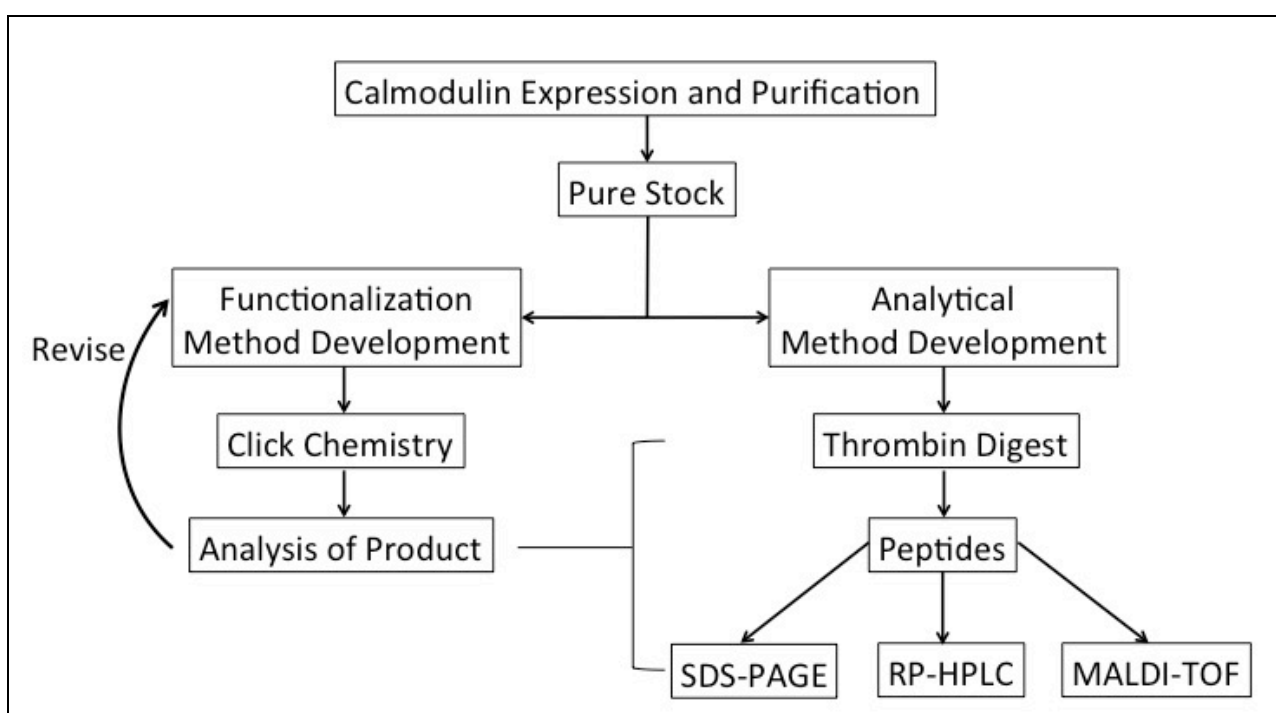 Calmodulin Expression and Purification
Pure Stock
Functionalization
Method Development
Analytical
Method Development
Revise
Click Chemistry
Thrombin Digest
Analysis of Product
Peptides
SDS-PAGE
RP-HPLC
MALDI-TOF